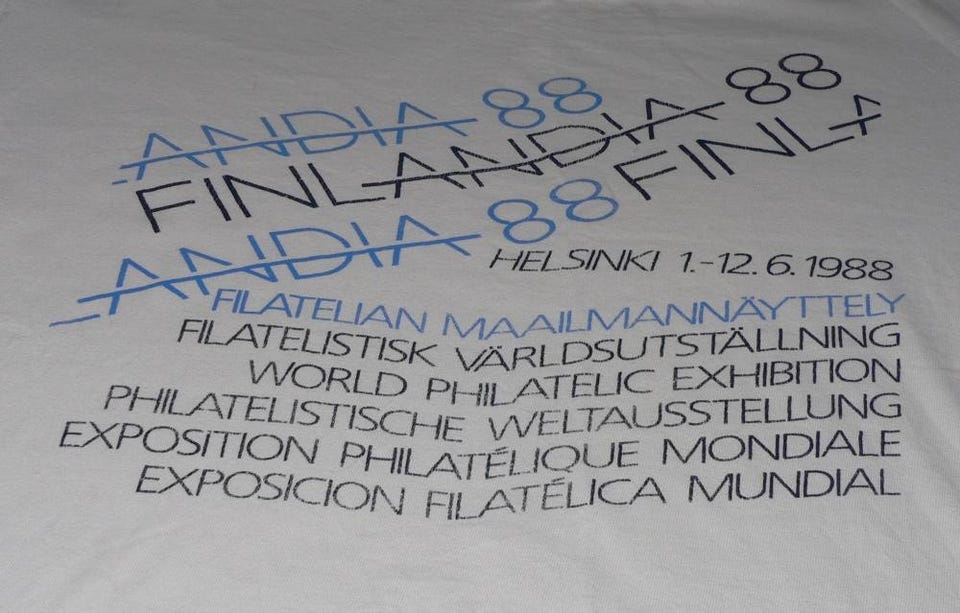 ANDIA 88
FINLANDIA 88
ANDIA 88 FINLA
HELSINKI 1.-12.6.1988
FILATELIAN MAAILMANNÄYTTELY
FILATELISTISK VÄRLDSUTSTÄLLNING
WORLD PHILATELIC EXHIBITION
PHILATELISTISCHE WELTAUSSTELLUNG
EXPOSITION PHILATÉLIQUE MONDIALE
EXPOSICION FILATÉLICA MUNDIAL